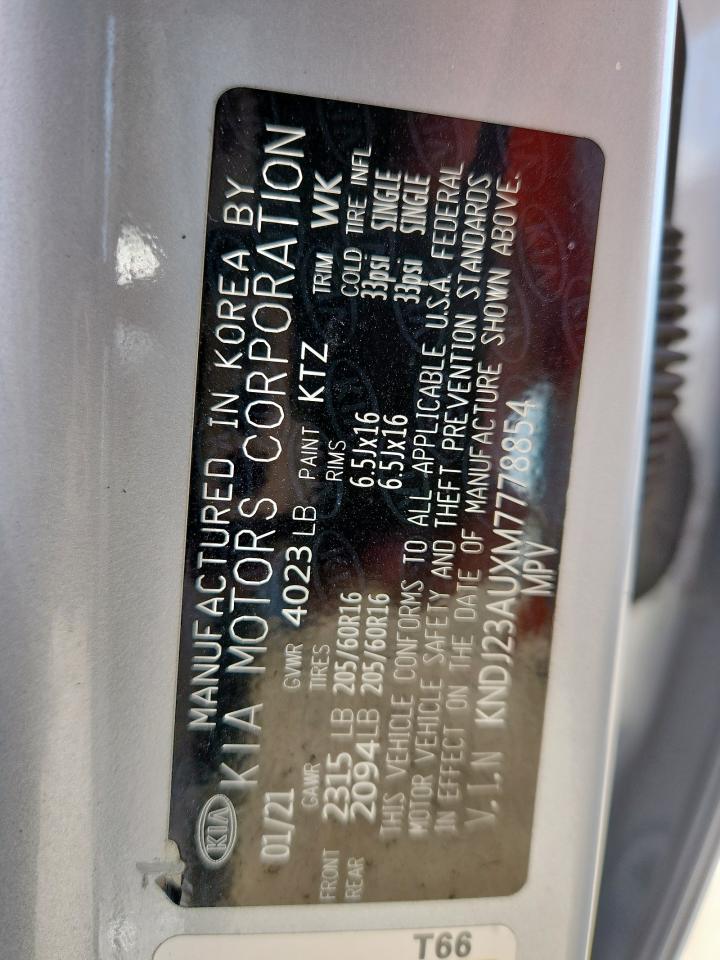 KIA
MANUFACTURED IN KOREA BY
KIA MOTORS CORPORATION
01/21 GVWR 4023 LB PAINT KTZ TRIM WK
GAWR TIRES RIMS COLD TIRE INFL
FRONT 2315 LB 205/60R16 6.5Jx16 33psi SINGLE
REAR 2094LB 205/60R16 6.5Jx16 33psi SINGLE
THIS VEHICLE CONFORMS TO ALL APPLICABLE U.S.A. FEDERAL
MOTOR VEHICLE SAFETY AND THEFT PREVENTION STANDARDS
IN EFFECT ON THE DATE OF MANUFACTURE SHOWN ABOVE.
V.I.N KNDJ23AUXM7778854
MPV
T66